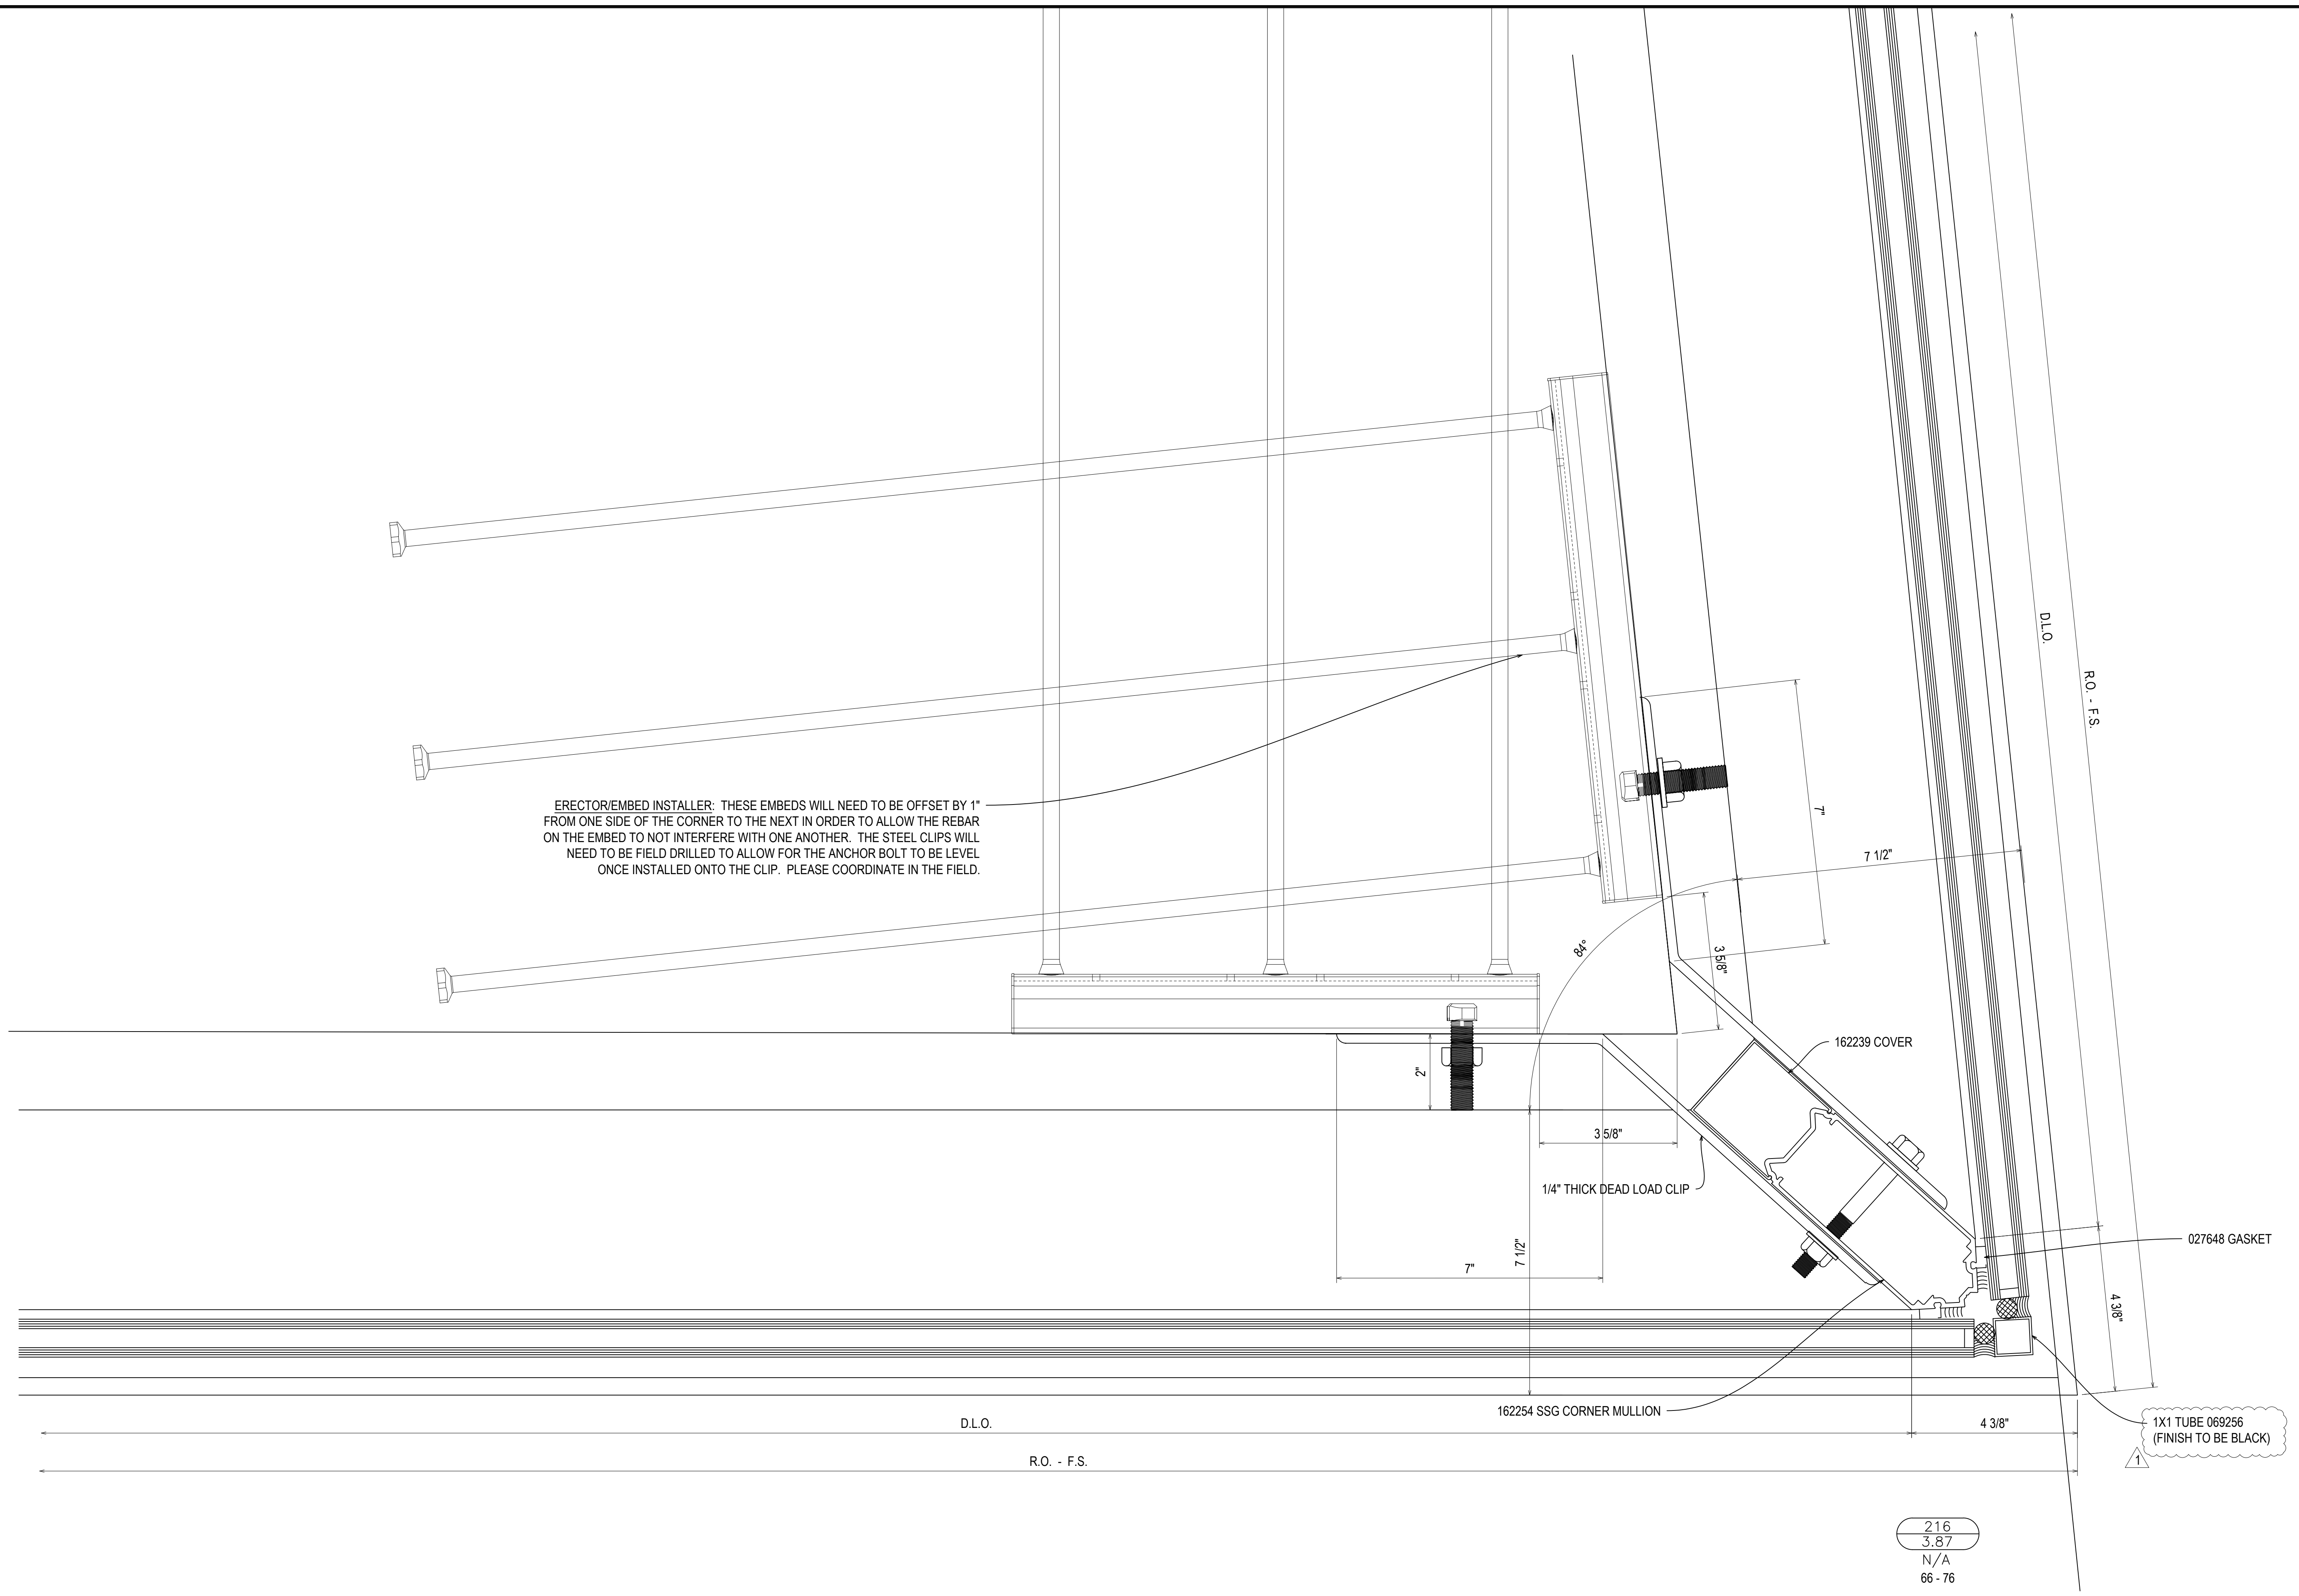 D.L.O.
R.O. - F.S.
7"
7 1/2"
ERECTOR/EMBED INSTALLER: THESE EMBEDS WILL NEED TO BE OFFSET BY 1"
FROM ONE SIDE OF THE CORNER TO THE NEXT IN ORDER TO ALLOW THE REBAR
ON THE EMBED TO NOT INTERFERE WITH ONE ANOTHER. THE STEEL CLIPS WILL
NEED TO BE FIELD DRILLED TO ALLOW FOR THE ANCHOR BOLT TO BE LEVEL
ONCE INSTALLED ONTO THE CLIP. PLEASE COORDINATE IN THE FIELD.
84°
3 5/8"
162239 COVER
2"
3 5/8"
1/4" THICK DEAD LOAD CLIP
7 1/2"
7"
027648 GASKET
4 3/8"
162254 SSG CORNER MULLION
D.L.O.
4 3/8"
1X1 TUBE 069256
(FINISH TO BE BLACK)
1
R.O. - F.S.
216
3.87
N/A
66 - 76